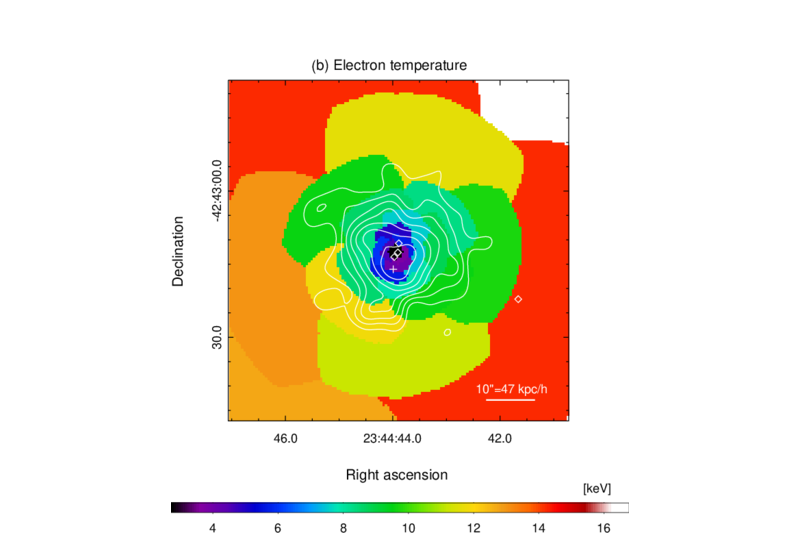 (b) Electron temperature
-42:43:00.0
Declination
30.0
10"=47 kpc/h
46.0 23:44:44.0 42.0
Right ascension
[keV]
4 6 8 10 12 14 16